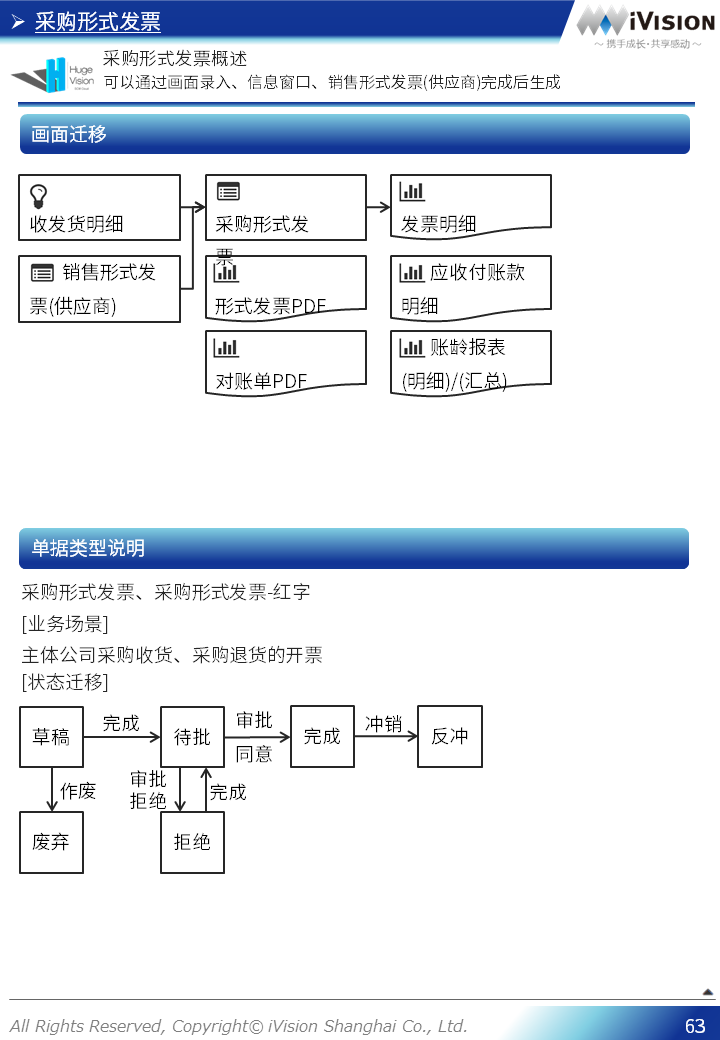 采购形式发票
iVISION
～ 携手成长·共享感动 ～
Huge
Vision
采购形式发票概述
可以通过画面录入、信息窗口、销售形式发票(供应商)完成后生成
画面迁移
收发货明细
采购形式发
票
发票明细
销售形式发
票(供应商)
形式发票PDF
应收付账款
明细
对账单PDF
账龄报表
(明细)/(汇总)
单据类型说明
采购形式发票、采购形式发票-红字
[业务场景]
主体公司采购收货、采购退货的开票
[状态迁移]
草稿
完成
待批
审批
同意
完成
冲销
反冲
作废
审批
拒绝
完成
废弃
拒绝
All Rights Reserved, Copyright© iVision Shanghai Co., Ltd.
63